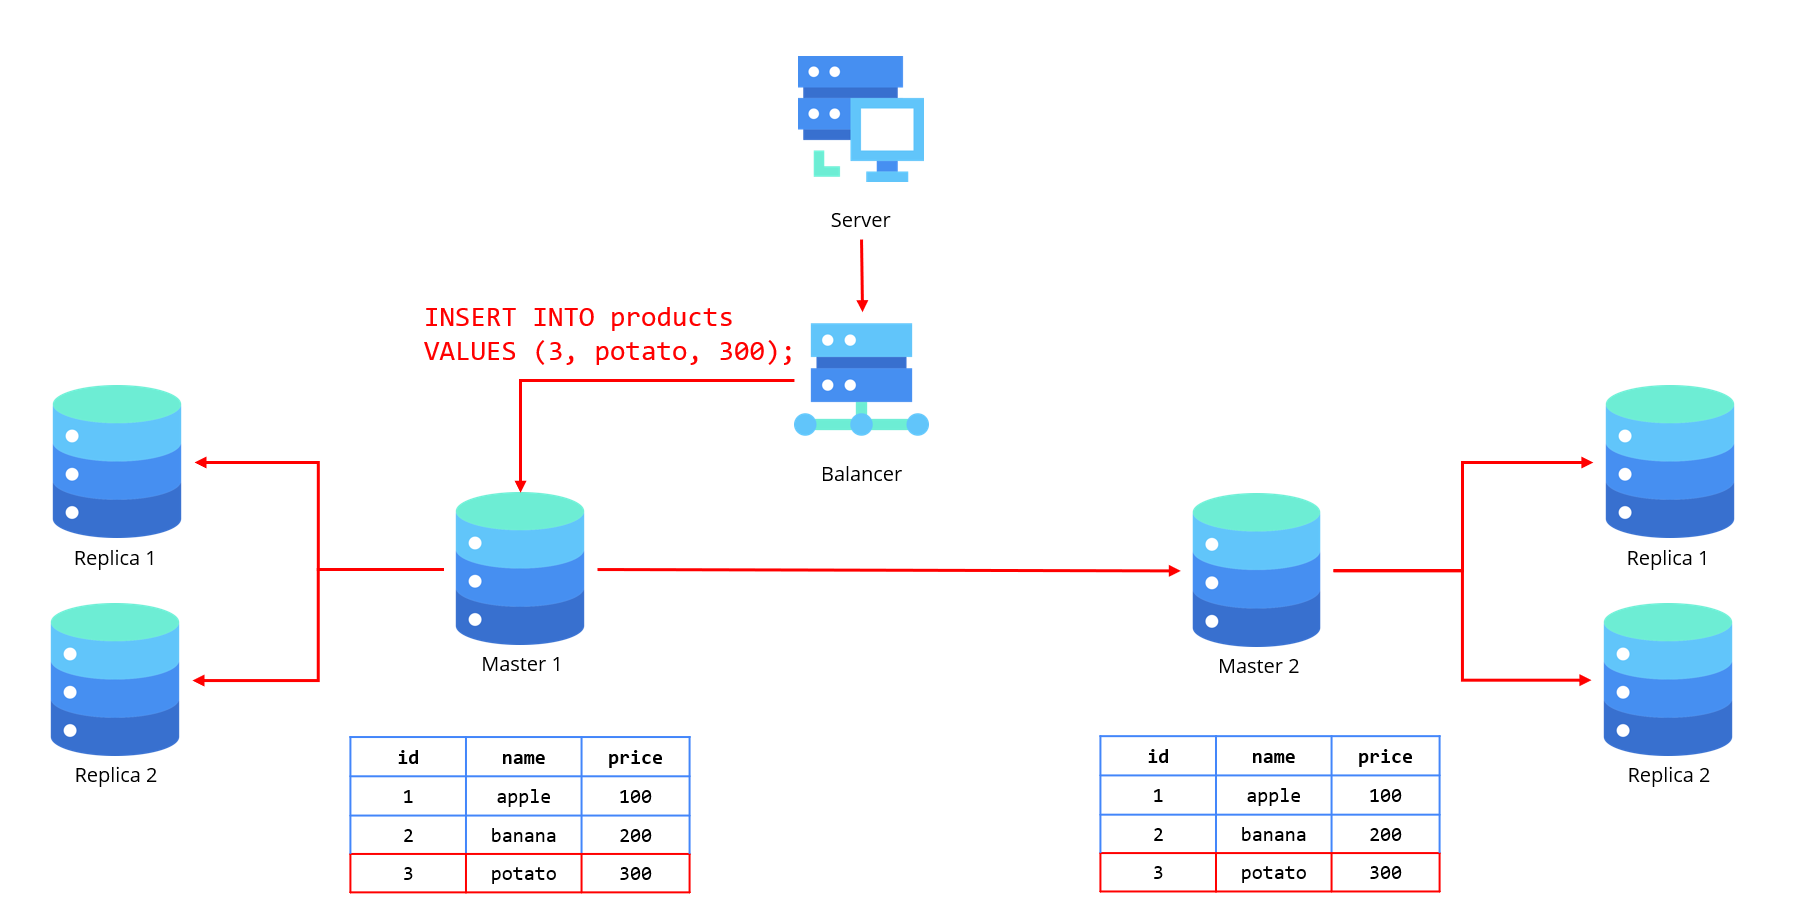 Server
INSERT INTO products
VALUES (3, potato, 300);
Balancer
Replica 1
Replica 1
Master 1
Master 2
Replica 2
Replica 2
id name price
1 apple 100
2 banana 200
3 potato 300
id name price
1 apple 100
2 banana 200
3 potato 300